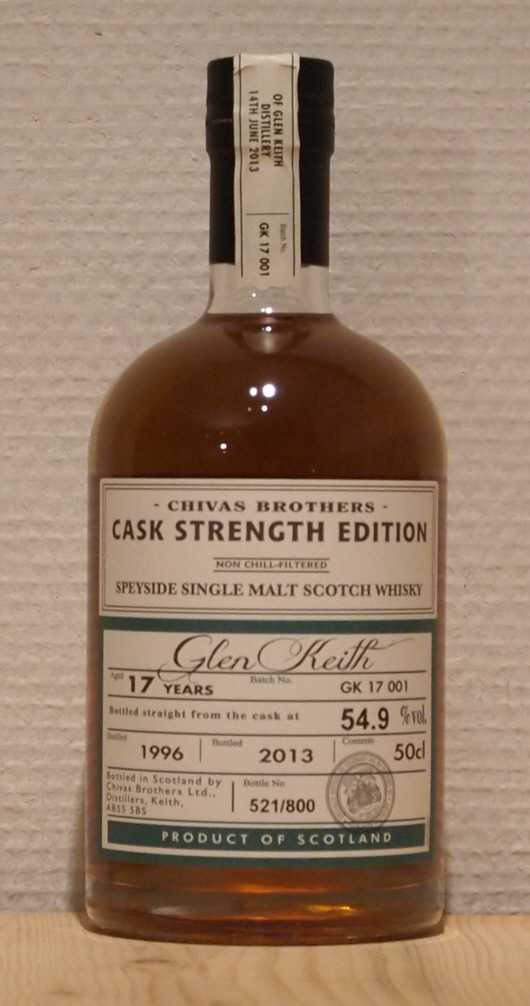 OF GLEN KEITH
DISTILLERY
14TH JUNE 2013
Batch No.
GK 17 001
- CHIVAS BROTHERS -
CASK STRENGTH EDITION
NON CHILL-FILTERED
SPEYSIDE SINGLE MALT SCOTCH WHISKY
Glen Keith
Aged 17 YEARS Batch No. GK 17 001
Bottled straight from the cask at 54.9 %vol.
1996 Bottled 2013 Contents 50cl
Bottled in Scotland by
Chivas Brothers Ltd.,
Distillers, Keith,
AB55 5BS
Bottle No
521/800
PRODUCT OF SCOTLAND